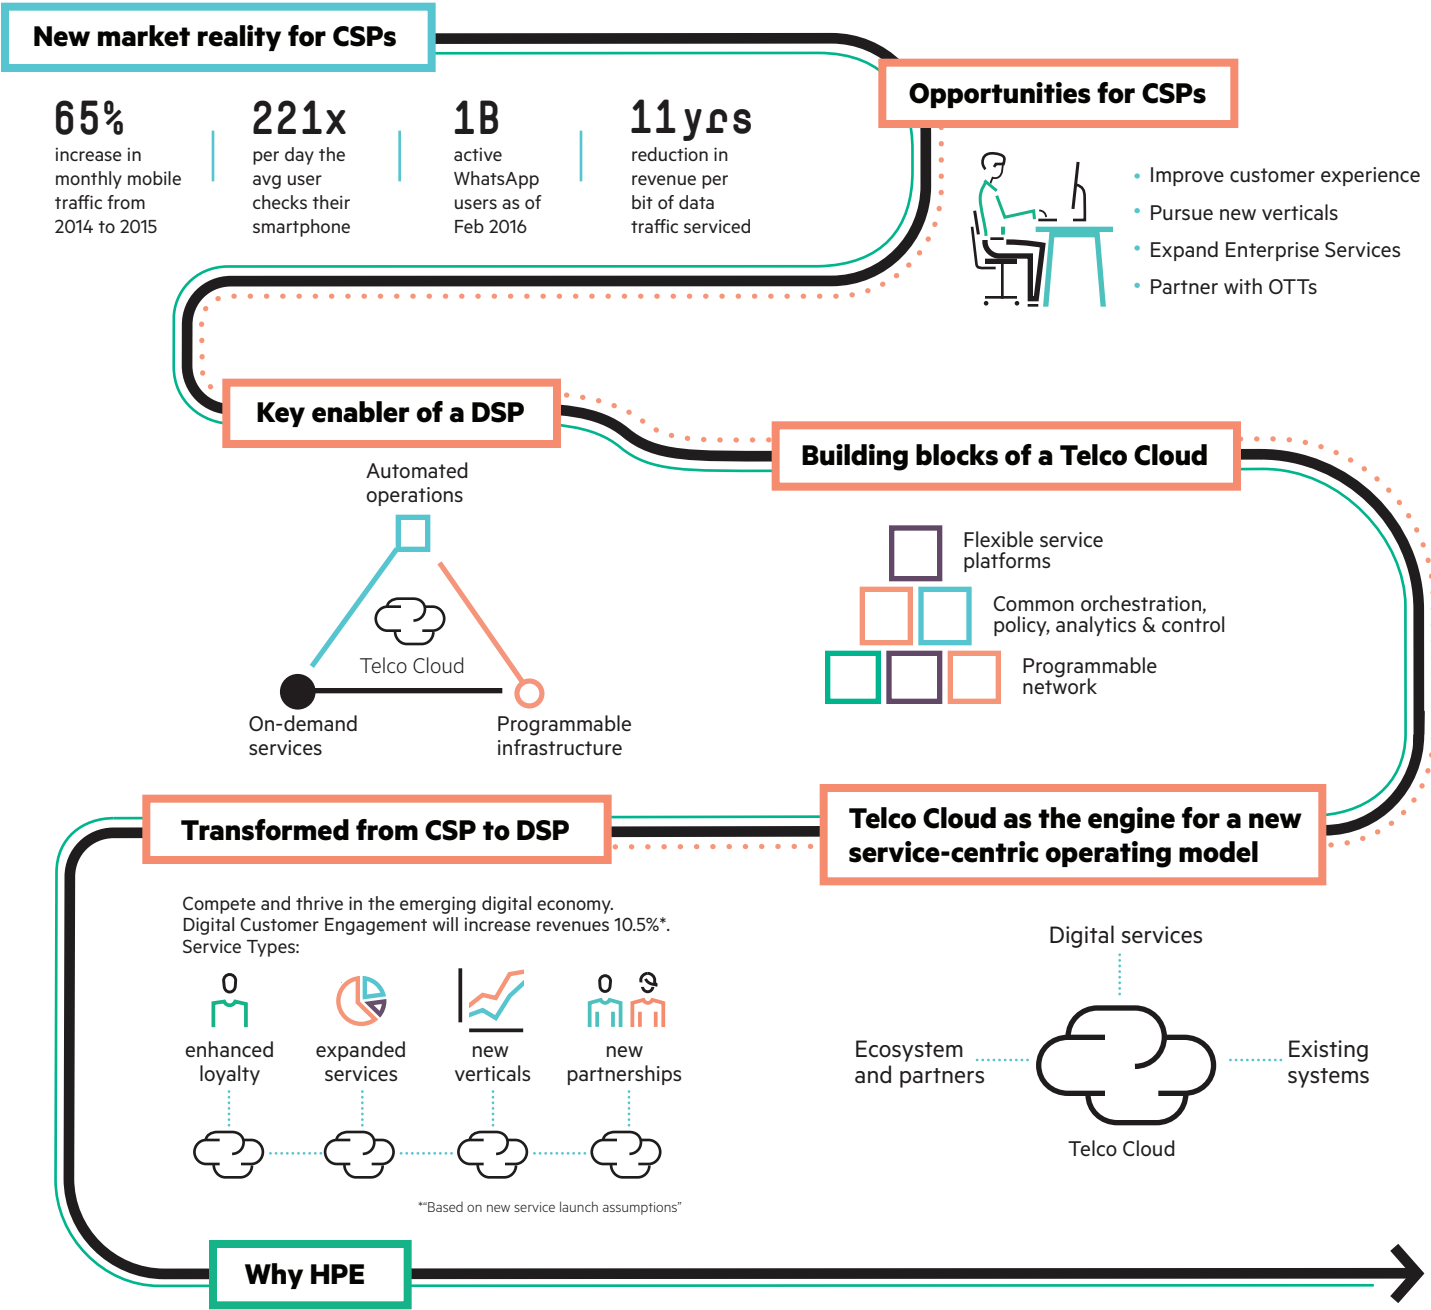 New market reality for CSPs
65%
increase in
monthly mobile
traffic from
2014 to 2015
221x
per day the
avg user
checks their
smartphone
1B
active
WhatsApp
users as of
Feb 2016
11yrs
reduction in
revenue per
bit of data
traffic serviced
Opportunities for CSPs
• Improve customer experience
• Pursue new verticals
• Expand Enterprise Services
• Partner with OTTs
Key enabler of a DSP
Automated
operations
Telco Cloud
On-demand
services
Programmable
infrastructure
Building blocks of a Telco Cloud
Flexible service
platforms
Common orchestration,
policy, analytics & control
Programmable
network
Telco Cloud as the engine for a new
service-centric operating model
Digital services
Ecosystem
and partners
Existing
systems
Telco Cloud
Transformed from CSP to DSP
Compete and thrive in the emerging digital economy.
Digital Customer Engagement will increase revenues 10.5%*.
Service Types:
enhanced
loyalty
expanded
services
new
verticals
new
partnerships
*“Based on new service launch assumptions”
Why HPE